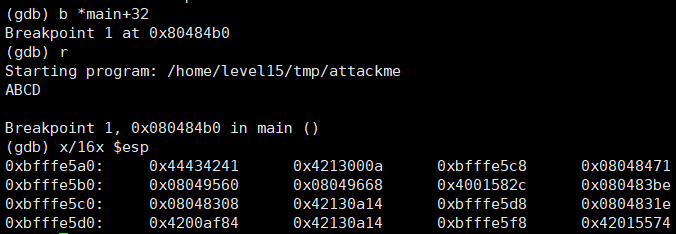 (gdb) b *main+32
Breakpoint 1 at 0x80484b0
(gdb) r
Starting program: /home/level15/tmp/attackme
ABCD

Breakpoint 1, 0x080484b0 in main ()
(gdb) x/16x $esp
0xbfffe5a0:     0x44434241      0x4213000a      0xbfffe5c8      0x08048471
0xbfffe5b0:     0x08049560      0x08049668      0x4001582c      0x080483be
0xbfffe5c0:     0x08048308      0x42130a14      0xbfffe5d8      0x0804831e
0xbfffe5d0:     0x4200af84      0x42130a14      0xbfffe5f8      0x42015574